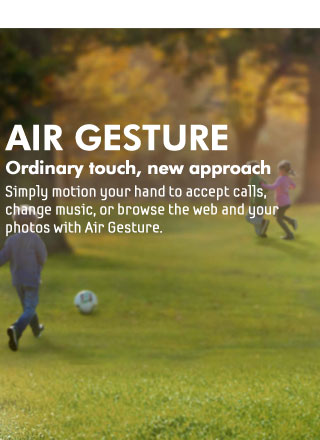 AIR GESTURE
Ordinary touch, new approach
Simply motion your hand to accept calls,
change music, or browse the web and your
photos with Air Gesture.